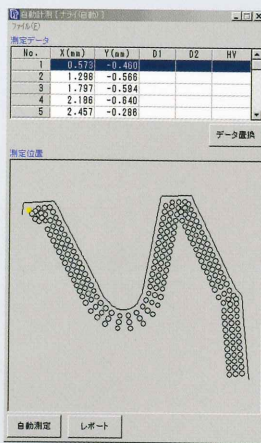 自動計測 [ナライ(自動)]
ファイル(F)
測定データ
No. X(mm) Y(mm) D1 D2 HV
1 0.573 -0.460
2 1.298 -0.566
3 1.797 -0.594
4 2.186 -0.640
5 2.457 -0.286
データ置換
測定位置
自動測定 レポート